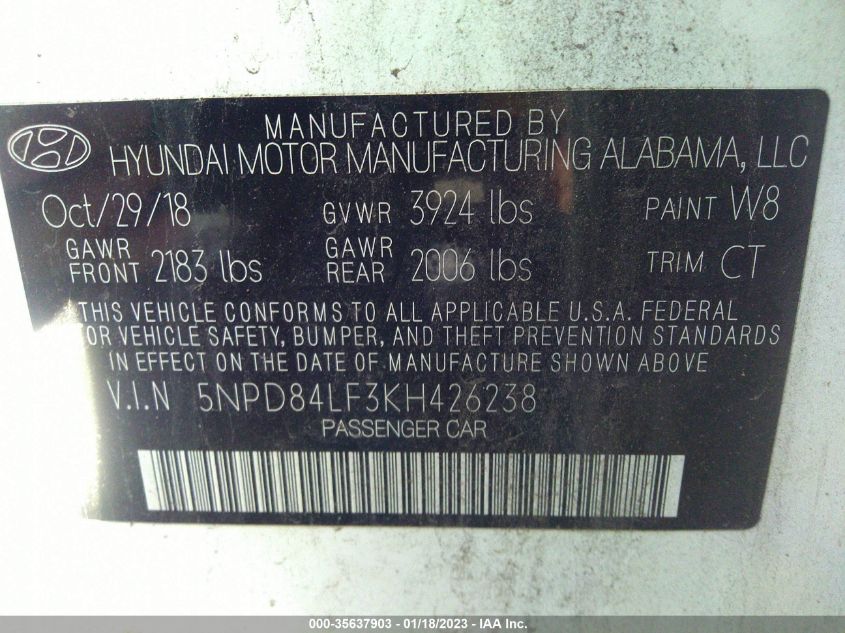 MANUFACTURED BY
HYUNDAI MOTOR MANUFACTURING ALABAMA, LLC
Oct/29/18 GVWR 3924 lbs PAINT W8
GAWR FRONT 2183 lbs GAWR REAR 2006 lbs TRIM CT
THIS VEHICLE CONFORMS TO ALL APPLICABLE U.S.A. FEDERAL
OR VEHICLE SAFETY, BUMPER, AND THEFT PREVENTION STANDARDS
IN EFFECT ON THE DATE OF MANUFACTURE SHOWN ABOVE
V.I.N 5NPD84LF3KH426238
PASSENGER CAR
000-35637903 - 01/18/2023 - IAA Inc.